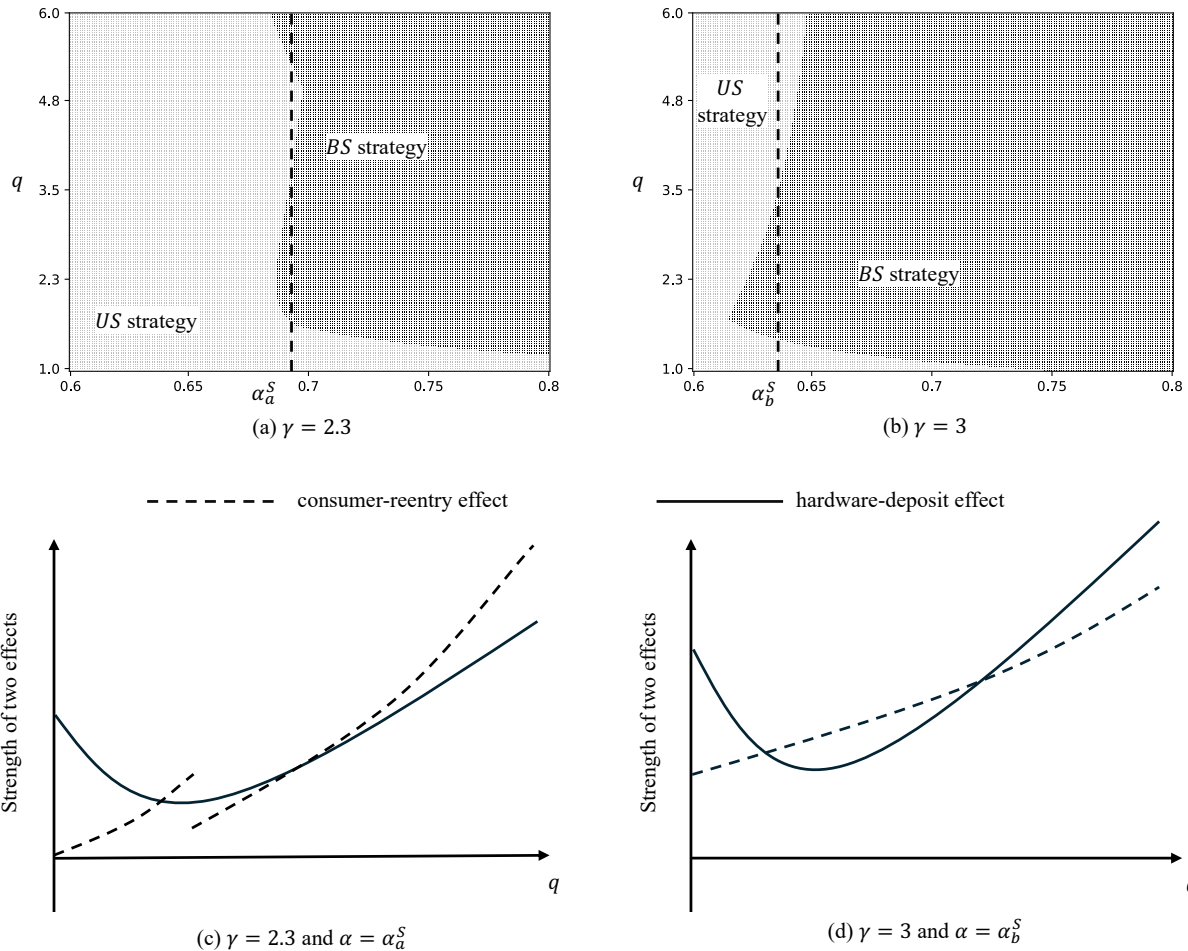 6.0
4.8
q
3.5
2.3
1.0
BS strategy
US strategy
0.6
0.65
0.7
0.75
0.8
α_a^S
(a) γ = 2.3
6.0
US
strategy
4.8
q
3.5
2.3
1.0
BS strategy
0.6
0.65
0.7
0.75
0.8
α_b^S
(b) γ = 3
consumer-reentry effect
hardware-deposit effect
Strength of two effects
q
(c) γ = 2.3 and α = α_a^S
Strength of two effects
(d) γ = 3 and α = α_b^S